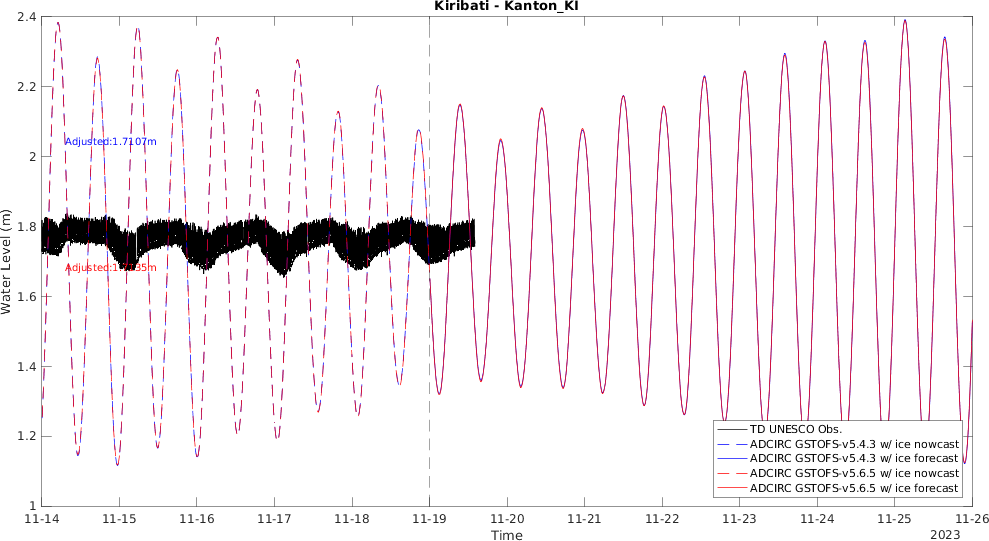 Kiribati - Kanton_KI
2.4
2.2
2
1.8
1.6
1.4
1.2
1
Water Level (m)
Adjusted:1.7107m
11-14
11-15
11-16
11-17
11-18
11-19
11-20
11-21
11-22
11-23
11-24
11-25
11-26
Time
2023
TD UNESCO Obs.
ADCIRC GSTOFS-v5.4.3 w/ ice nowcast
ADCIRC GSTOFS-v5.4.3 w/ ice forecast
ADCIRC GSTOFS-v5.6.5 w/ ice nowcast
ADCIRC GSTOFS-v5.6.5 w/ ice forecast